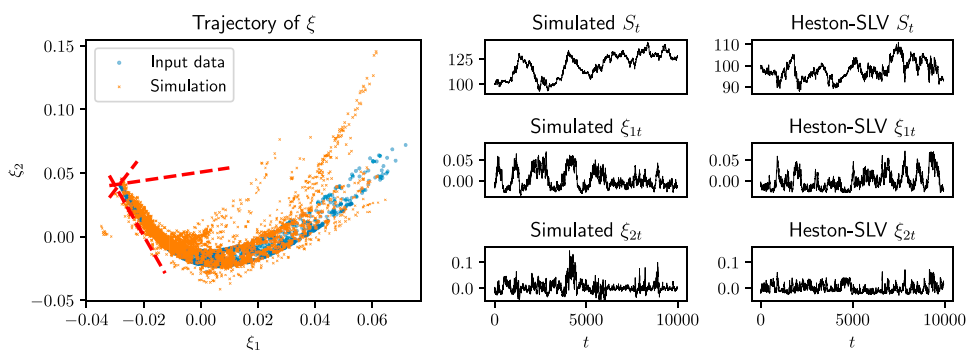 Trajectory of ξ
0.15
0.10
0.05
0.00
−0.05
ξ₂
Input data
Simulation
−0.04
−0.02
0.00
0.02
0.04
0.06
ξ₁
Simulated Sₜ
125
100
Heston-SLV Sₜ
110
100
90
Simulated ξ₁ₜ
0.05
0.00
Heston-SLV ξ₁ₜ
0.05
0.00
Simulated ξ₂ₜ
0.1
0.0
0
5000
10000
t
Heston-SLV ξ₂ₜ
0.1
0.0
0
5000
10000
t